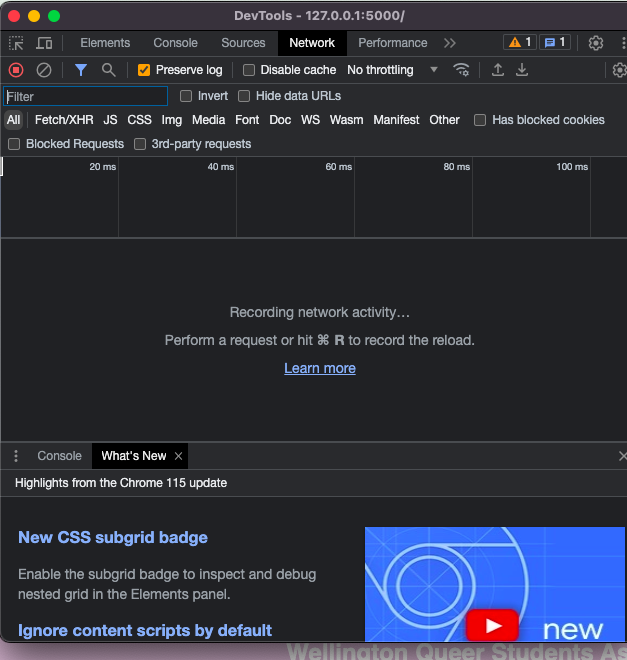 DevTools - 127.0.0.1:5000/
Elements Console Sources Network Performance 1 1
Preserve log Disable cache No throttling
Filter Invert Hide data URLs
All Fetch/XHR JS CSS Img Media Font Doc WS Wasm Manifest Other Has blocked cookies
Blocked Requests 3rd-party requests
20 ms 40 ms 60 ms 80 ms 100 ms
Recording network activity…
Perform a request or hit ⌘ R to record the reload.
Learn more
Console What's New
Highlights from the Chrome 115 update
New CSS subgrid badge
Enable the subgrid badge to inspect and debug
nested grid in the Elements panel.
Ignore content scripts by default
new
Wellington Queer Students As